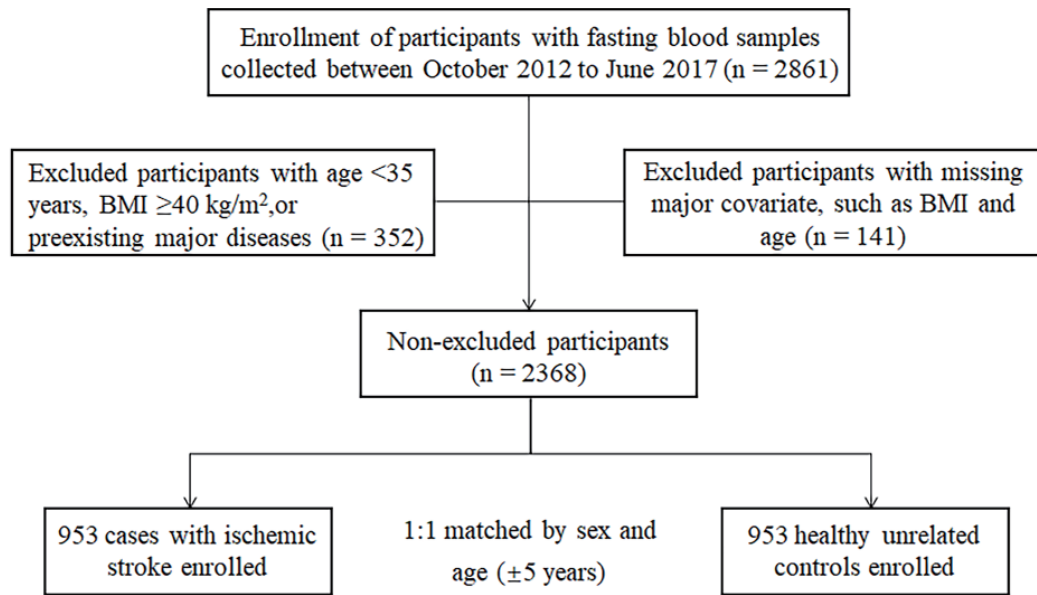 Enrollment of participants with fasting blood samples
collected between October 2012 to June 2017 (n = 2861)
Excluded participants with age <35
years, BMI ≥40 kg/m²,or
preexisting major diseases (n = 352)
Excluded participants with missing
major covariate, such as BMI and
age (n = 141)
Non-excluded participants
(n = 2368)
953 cases with ischemic
stroke enrolled
1:1 matched by sex and
age (±5 years)
953 healthy unrelated
controls enrolled